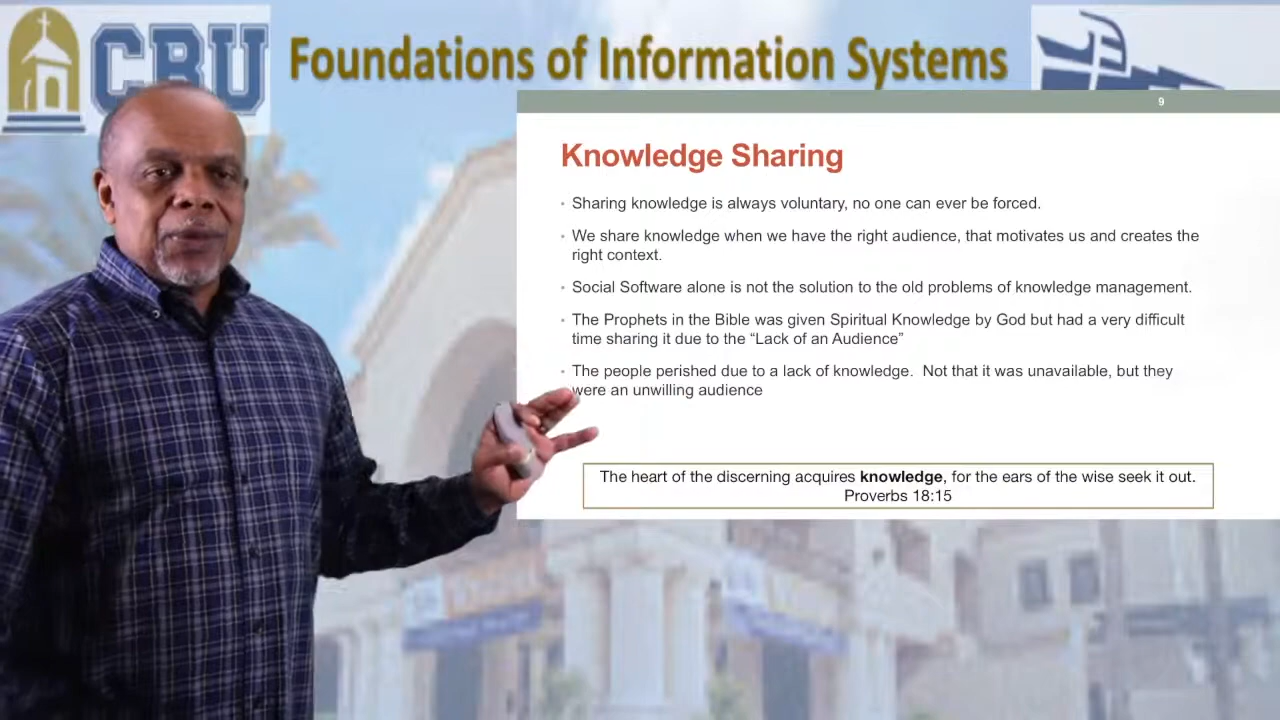 CBU
Foundations of Information Systems
9
Knowledge Sharing
• Sharing knowledge is always voluntary, no one can ever be forced.
• We share knowledge when we have the right audience, that motivates us and creates the
right context.
• Social Software alone is not the solution to the old problems of knowledge management.
• The Prophets in the Bible was given Spiritual Knowledge by God but had a very difficult
time sharing it due to the “Lack of an Audience”
• The people perished due to a lack of knowledge.  Not that it was unavailable, but they
were an unwilling audience
The heart of the discerning acquires knowledge, for the ears of the wise seek it out.
Proverbs 18:15